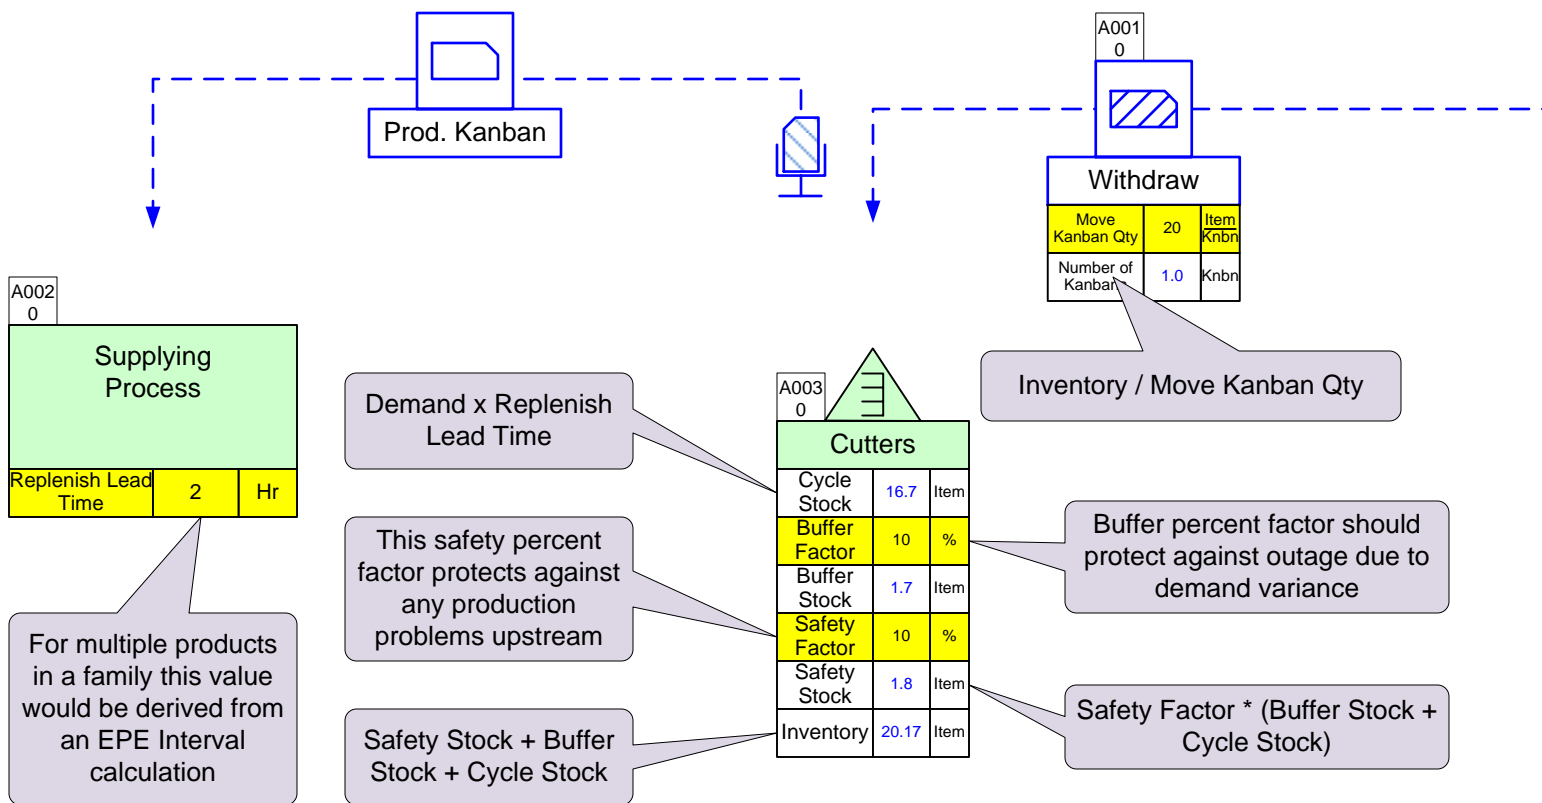 A001
0
Prod. Kanban
Withdraw
Move
Kanban Qty
20
Item
Knbn
Number of
Kanbans
1.0
Knbn
A002
0
Supplying
Process
Replenish Lead
Time
2
Hr
For multiple products
in a family this value
would be derived from
an EPE Interval
calculation
Demand x Replenish
Lead Time
This safety percent
factor protects against
any production
problems upstream
Safety Stock + Buffer
Stock + Cycle Stock
A003
0
Cutters
Cycle
Stock
16.7
Item
Buffer
Factor
10
%
Buffer
Stock
1.7
Item
Safety
Factor
10
%
Safety
Stock
1.8
Item
Inventory
20.17
Item
Inventory / Move Kanban Qty
Buffer percent factor should
protect against outage due to
demand variance
Safety Factor * (Buffer Stock +
Cycle Stock)